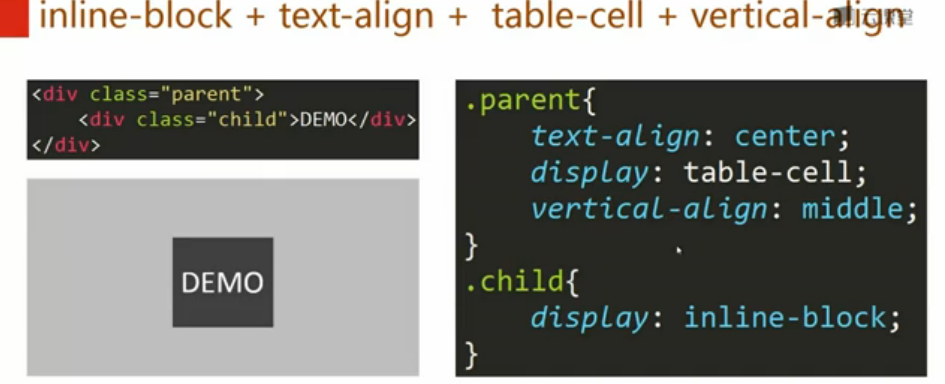 inline-block + text-align + table-cell + vertical-align
<div class="parent">
    <div class="child">DEMO</div>
</div>
DEMO
.parent{
    text-align: center;
    display: table-cell;
    vertical-align: middle;
}
.child{
    display: inline-block;
}